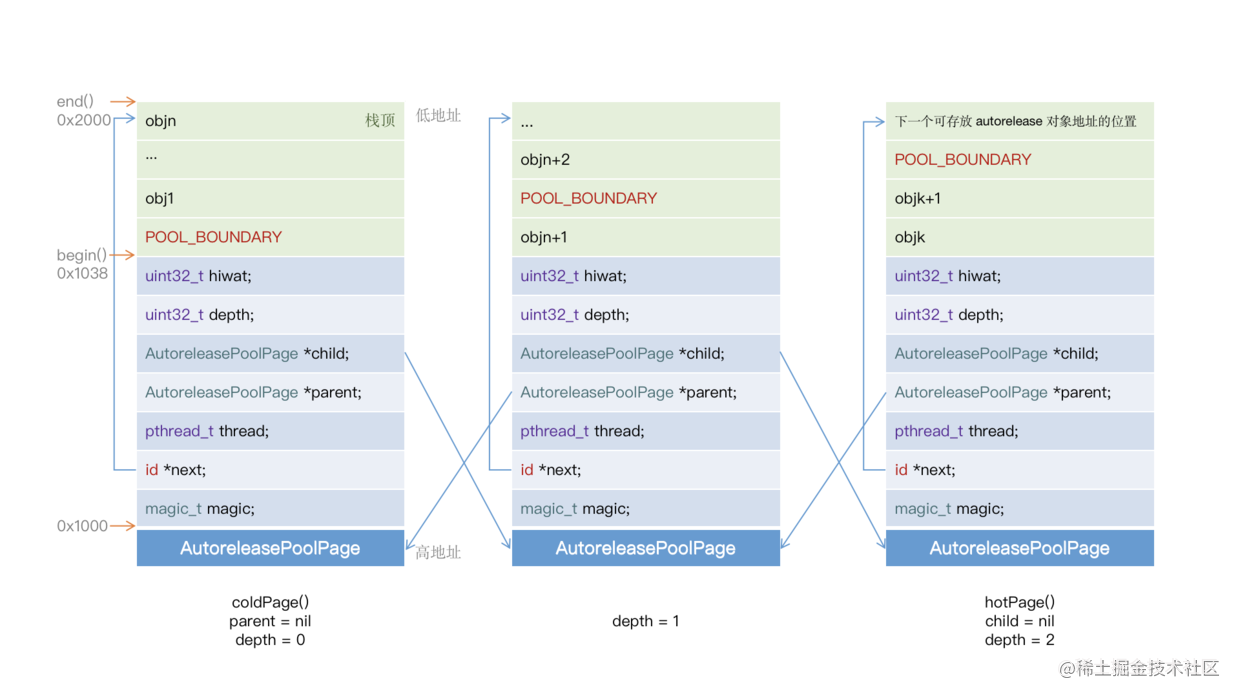 end()
0x2000
begin()
0x1038
0x1000
objn 栈顶
...
obj1
POOL_BOUNDARY
uint32_t hiwat;
uint32_t depth;
AutoreleasePoolPage *child;
AutoreleasePoolPage *parent;
pthread_t thread;
id *next;
magic_t magic;
AutoreleasePoolPage
coldPage()
parent = nil
depth = 0
低地址
高地址
...
objn+2
POOL_BOUNDARY
objn+1
uint32_t hiwat;
uint32_t depth;
AutoreleasePoolPage *child;
AutoreleasePoolPage *parent;
pthread_t thread;
id *next;
magic_t magic;
AutoreleasePoolPage
depth = 1
下一个可存放 autorelease 对象地址的位置
POOL_BOUNDARY
objk+1
objk
uint32_t hiwat;
uint32_t depth;
AutoreleasePoolPage *child;
AutoreleasePoolPage *parent;
pthread_t thread;
id *next;
magic_t magic;
AutoreleasePoolPage
hotPage()
child = nil
depth = 2
@稀土掘金技术社区